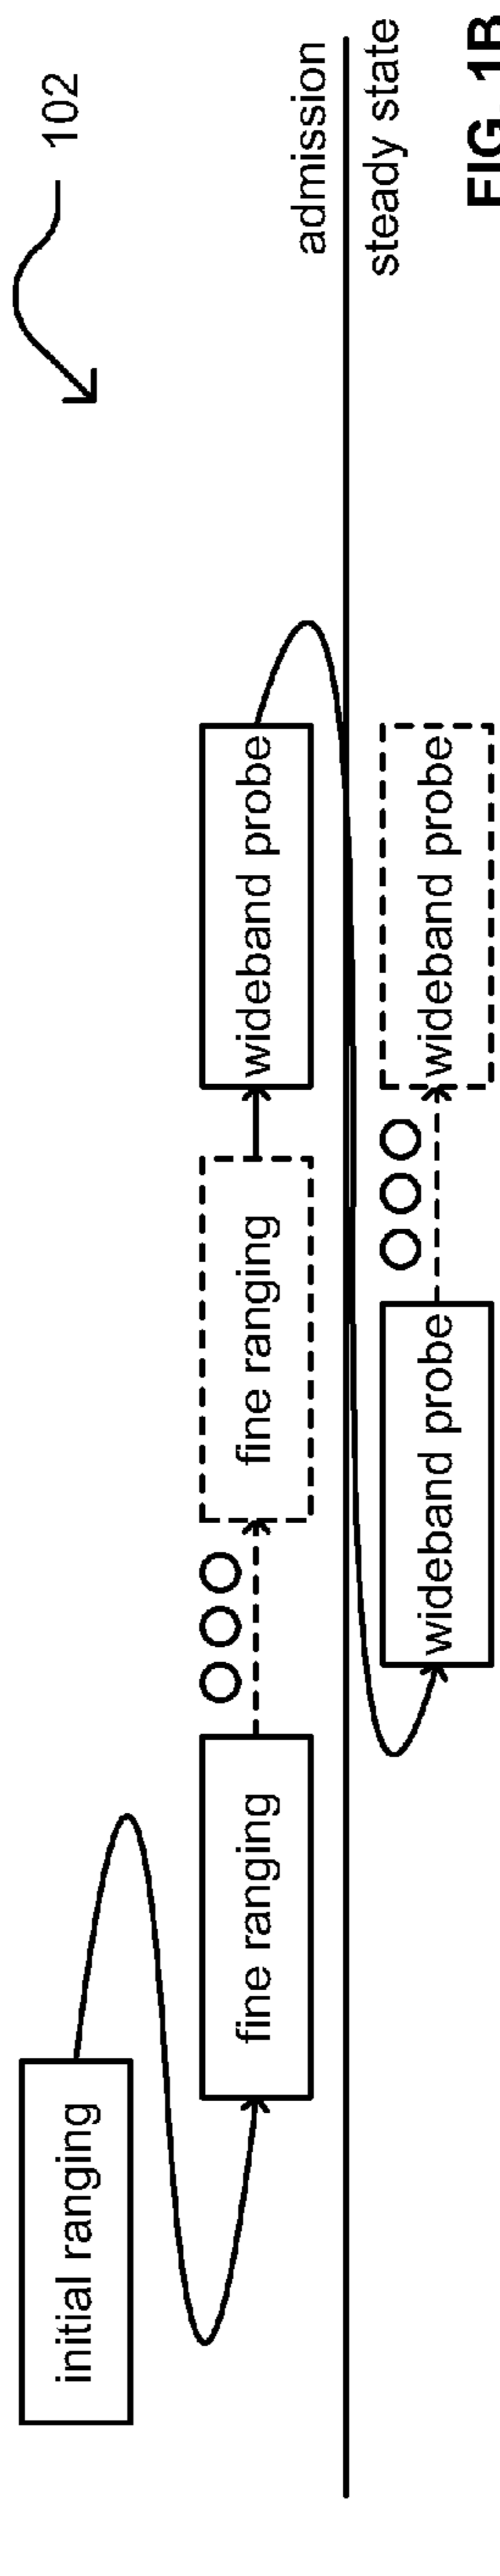 102
initial ranging
fine ranging
fine ranging
wideband probe
admission
steady state
wideband probe
wideband probe
FIG. 1B